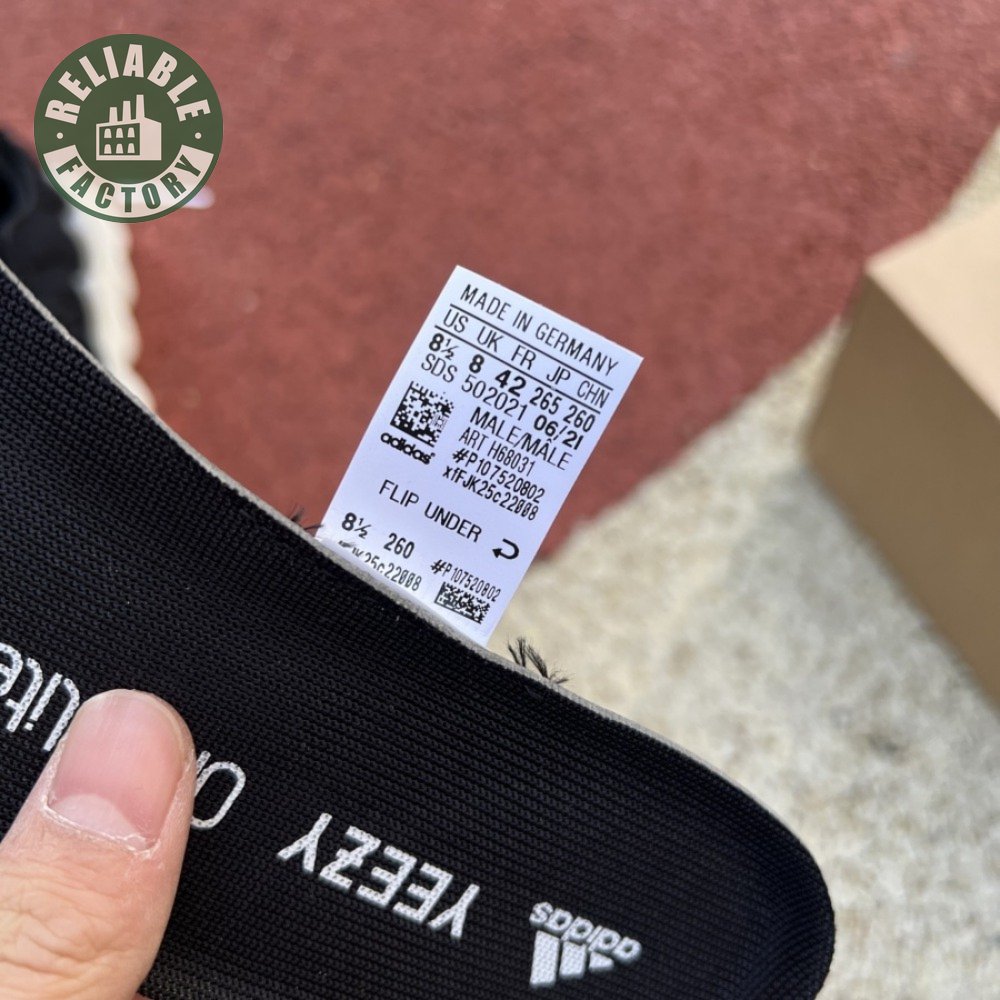 RELIABLE
FACTORY
MADE IN GERMANY
US UK FR JP CHN
8½ 8 42 265 260
SDS 502021 06/21
MALE/MÂLE
ART H68031
#P107520802
xfFJK25c22008
adidas
FLIP UNDER
8½ 260
#P107520802
YEEZY
adidas